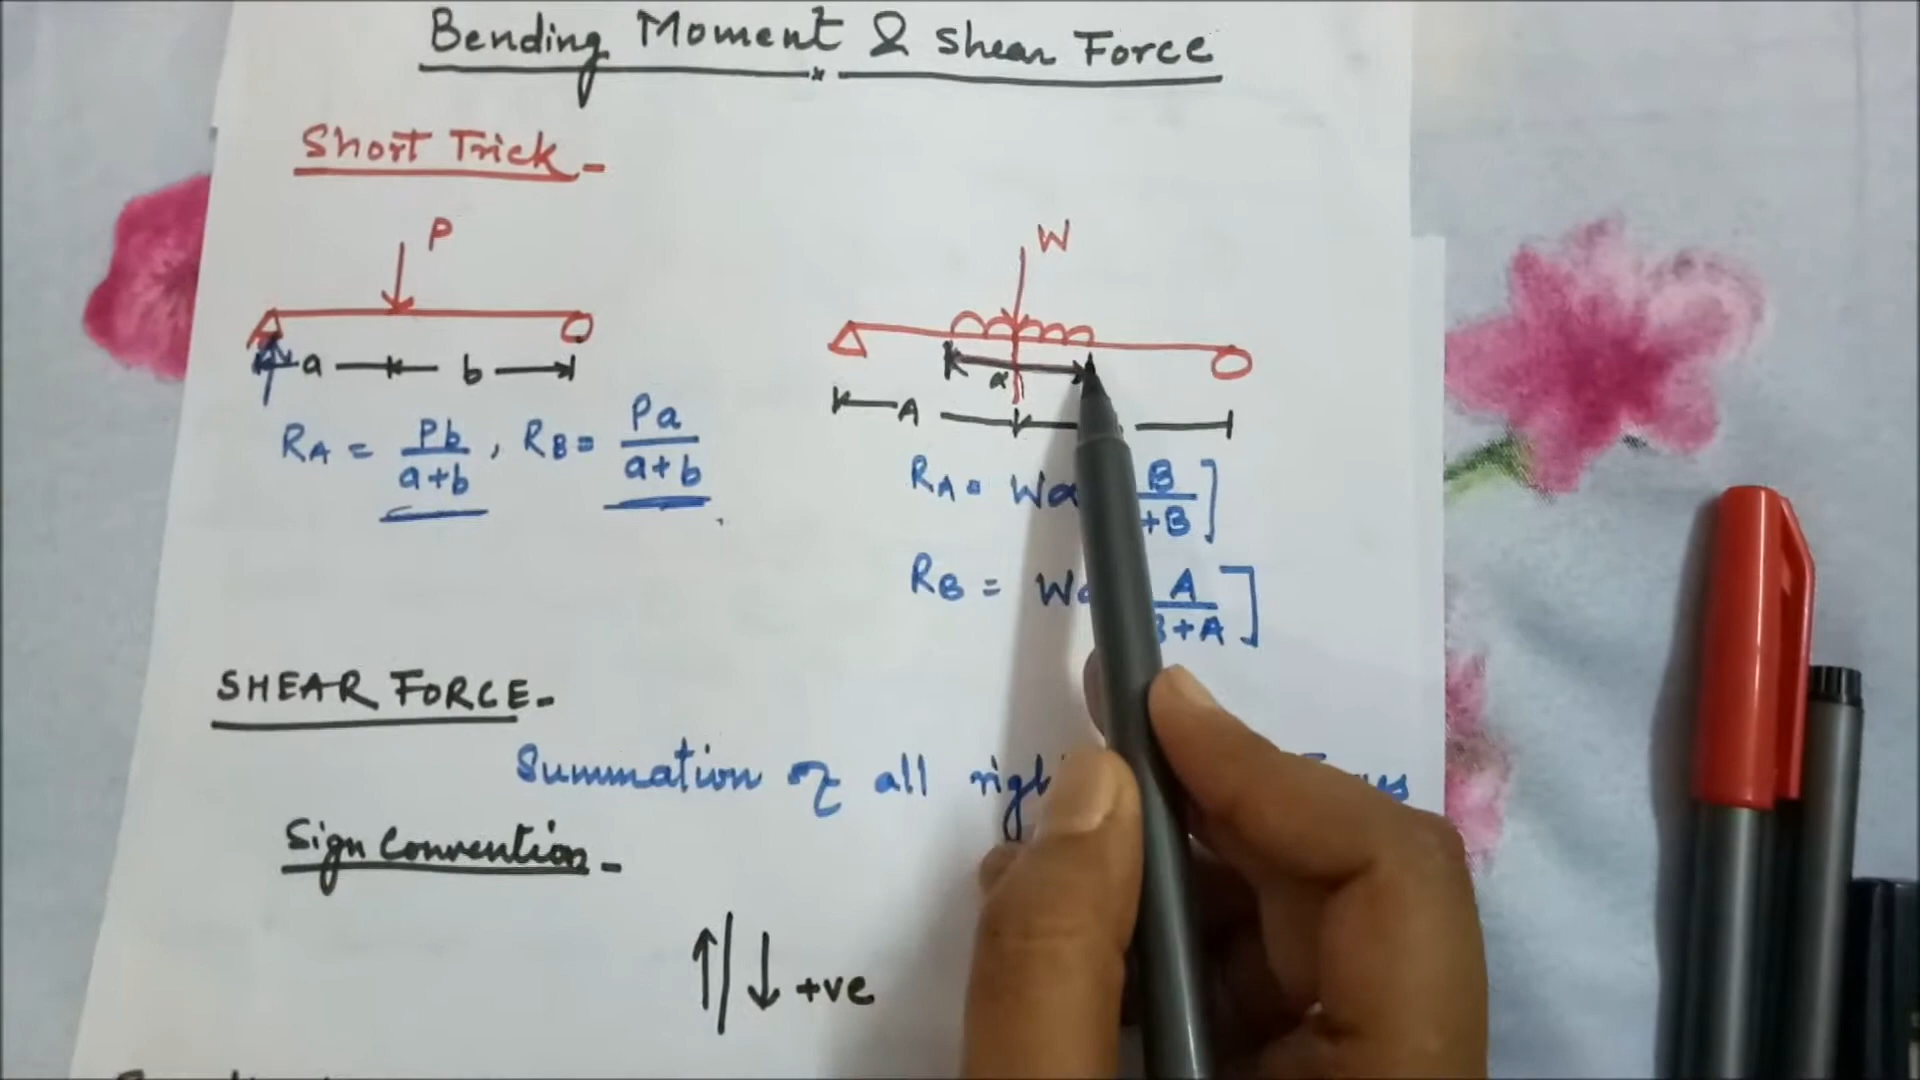 Bending Moment & Shear Force
Short Trick -
P
a b
RA = Pb/a+b , RB = Pa/a+b
W
α
A
RA = Wα B/+B]
RB = W A/B+A]
SHEAR FORCE -
Summation of all
Sign Convention -
↑|↓ +ve